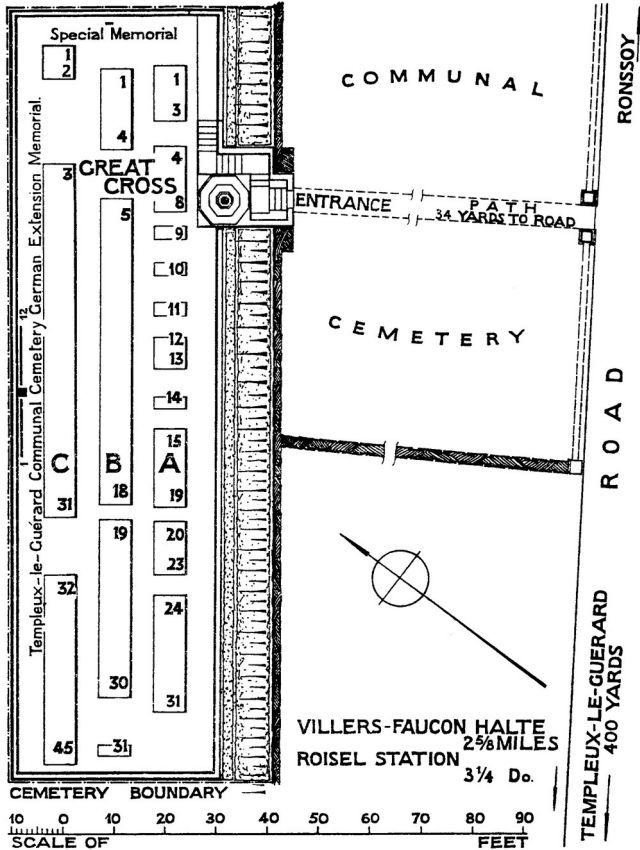 Special Memorial
1
2
3
31
32
45
C
1
4
5
18
19
30
31
B
1
3
4
8
9
10
11
12
13
14
15
19
20
23
24
31
A
GREAT
CROSS
Templeux-le-Guérard Communal Cemetery German Extension Memorial.
1
12
COMMUNAL
ENTRANCE
PATH
34 YARDS TO ROAD
CEMETERY
RONSSOY
ROAD
TEMPLEUX-LE-GUERARD
400 YARDS
VILLERS-FAUCON HALTE
2⅝ MILES
ROISEL STATION
3¼ Do.
CEMETERY BOUNDARY
10 0 10 20 30 40 50 60 70 80 90
SCALE OF FEET